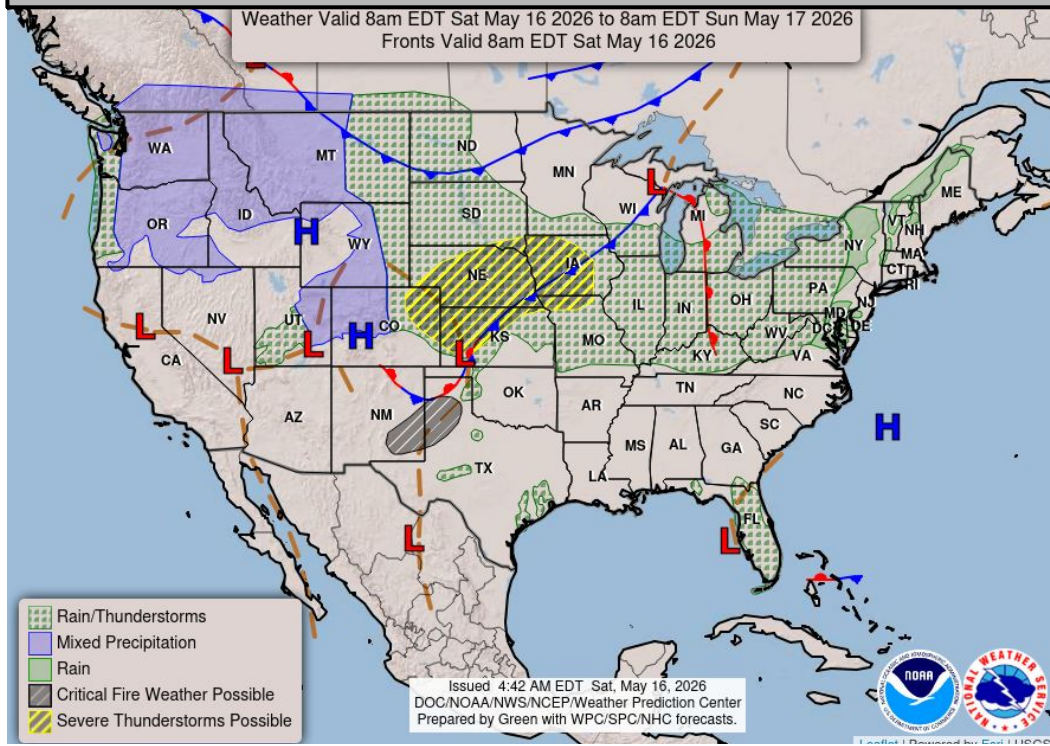 Weather Valid 8am EDT Sat May 16 2026 to 8am EDT Sun May 17 2026
Fronts Valid 8am EDT Sat May 16 2026
L
WA
MT
ND
MN
ME
OR
ID
H
WY
SD
WI
L
MI
VT
NH
NY
MA
CT
RI
NE
IA
PA
NJ
NV
UT
CO
IL
IN
OH
MD
DE
DC
L
CA
L
L
H
L
KS
MO
WV
VA
KY
AZ
NM
OK
AR
TN
NC
H
SC
TX
MS
AL
GA
LA
L
L
FL
Rain/Thunderstorms
Mixed Precipitation
Rain
Critical Fire Weather Possible
Severe Thunderstorms Possible
Issued 4:42 AM EDT Sat, May 16, 2026
DOC/NOAA/NWS/NCEP/Weather Prediction Center
Prepared by Green with WPC/SPC/NHC forecasts.
NOAA
NATIONAL WEATHER SERVICE
Leaflet | Powered by Esri | USGS